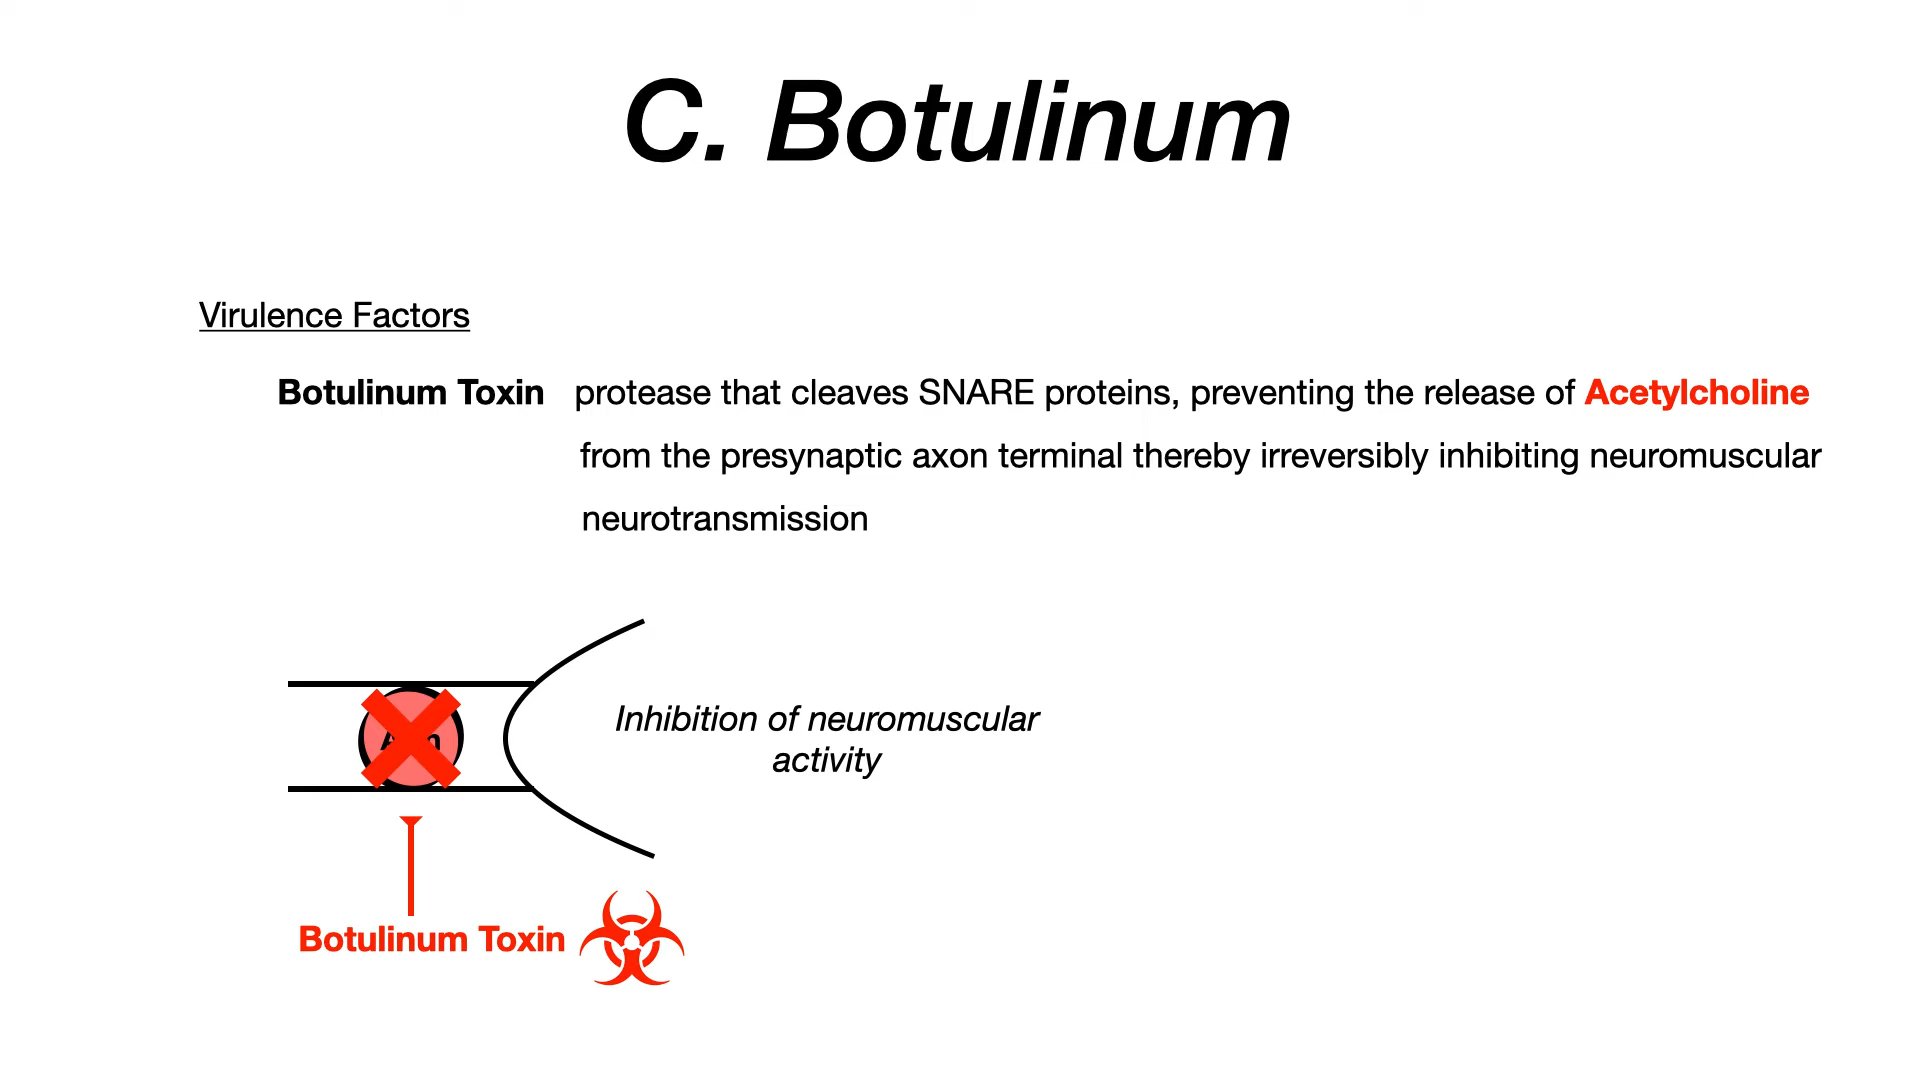 C. Botulinum
Virulence Factors
Botulinum Toxin protease that cleaves SNARE proteins, preventing the release of Acetylcholine
from the presynaptic axon terminal thereby irreversibly inhibiting neuromuscular
neurotransmission
Inhibition of neuromuscular
activity
Botulinum Toxin